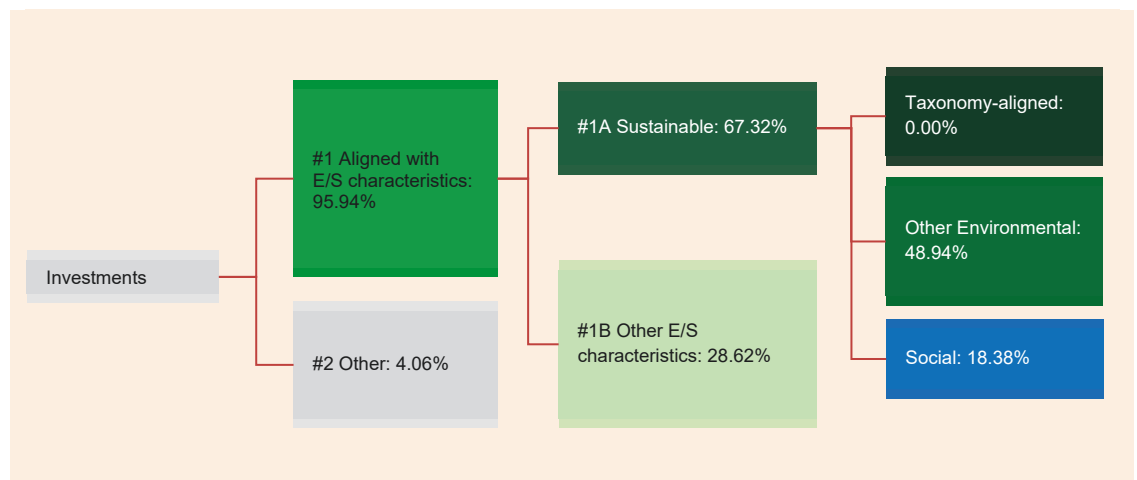 Investments
#1 Aligned with
E/S characteristics:
95.94%
#2 Other: 4.06%
#1A Sustainable: 67.32%
#1B Other E/S
characteristics: 28.62%
Taxonomy-aligned:
0.00%
Other Environmental:
48.94%
Social: 18.38%